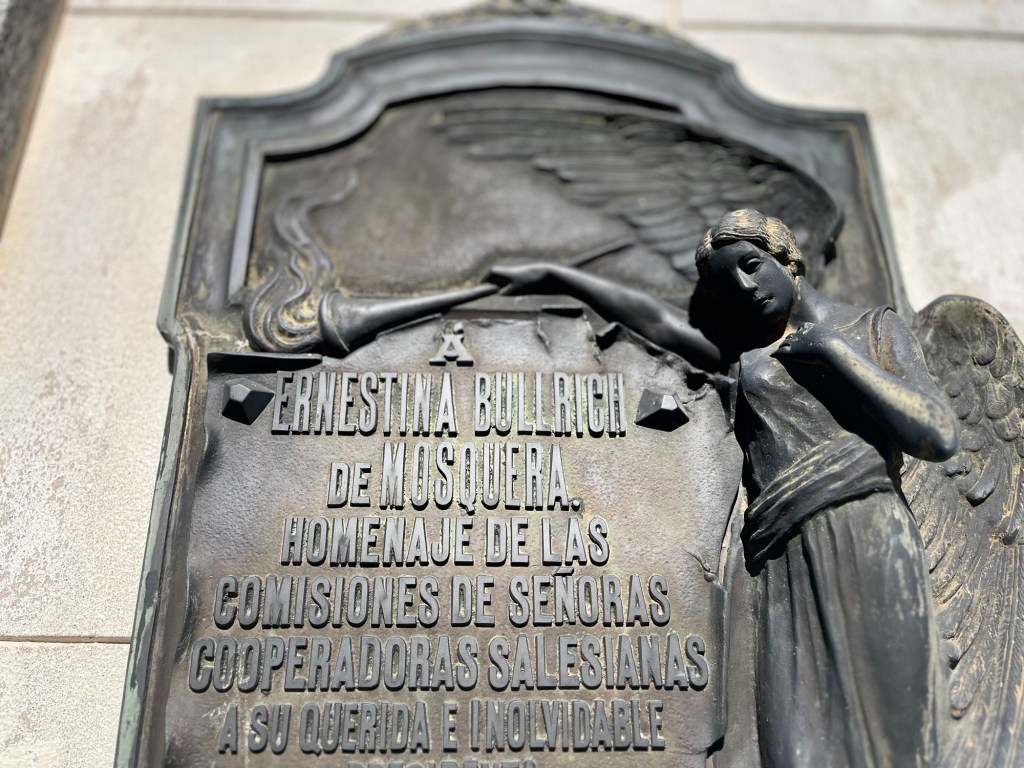 Á
ERNESTINA BULLRICH
DE MOSQUERA.
HOMENAJE DE LAS
COMISIONES DE SEÑORAS
COOPERADORAS SALESIANAS
A SU QUERIDA E INOLVIDABLE